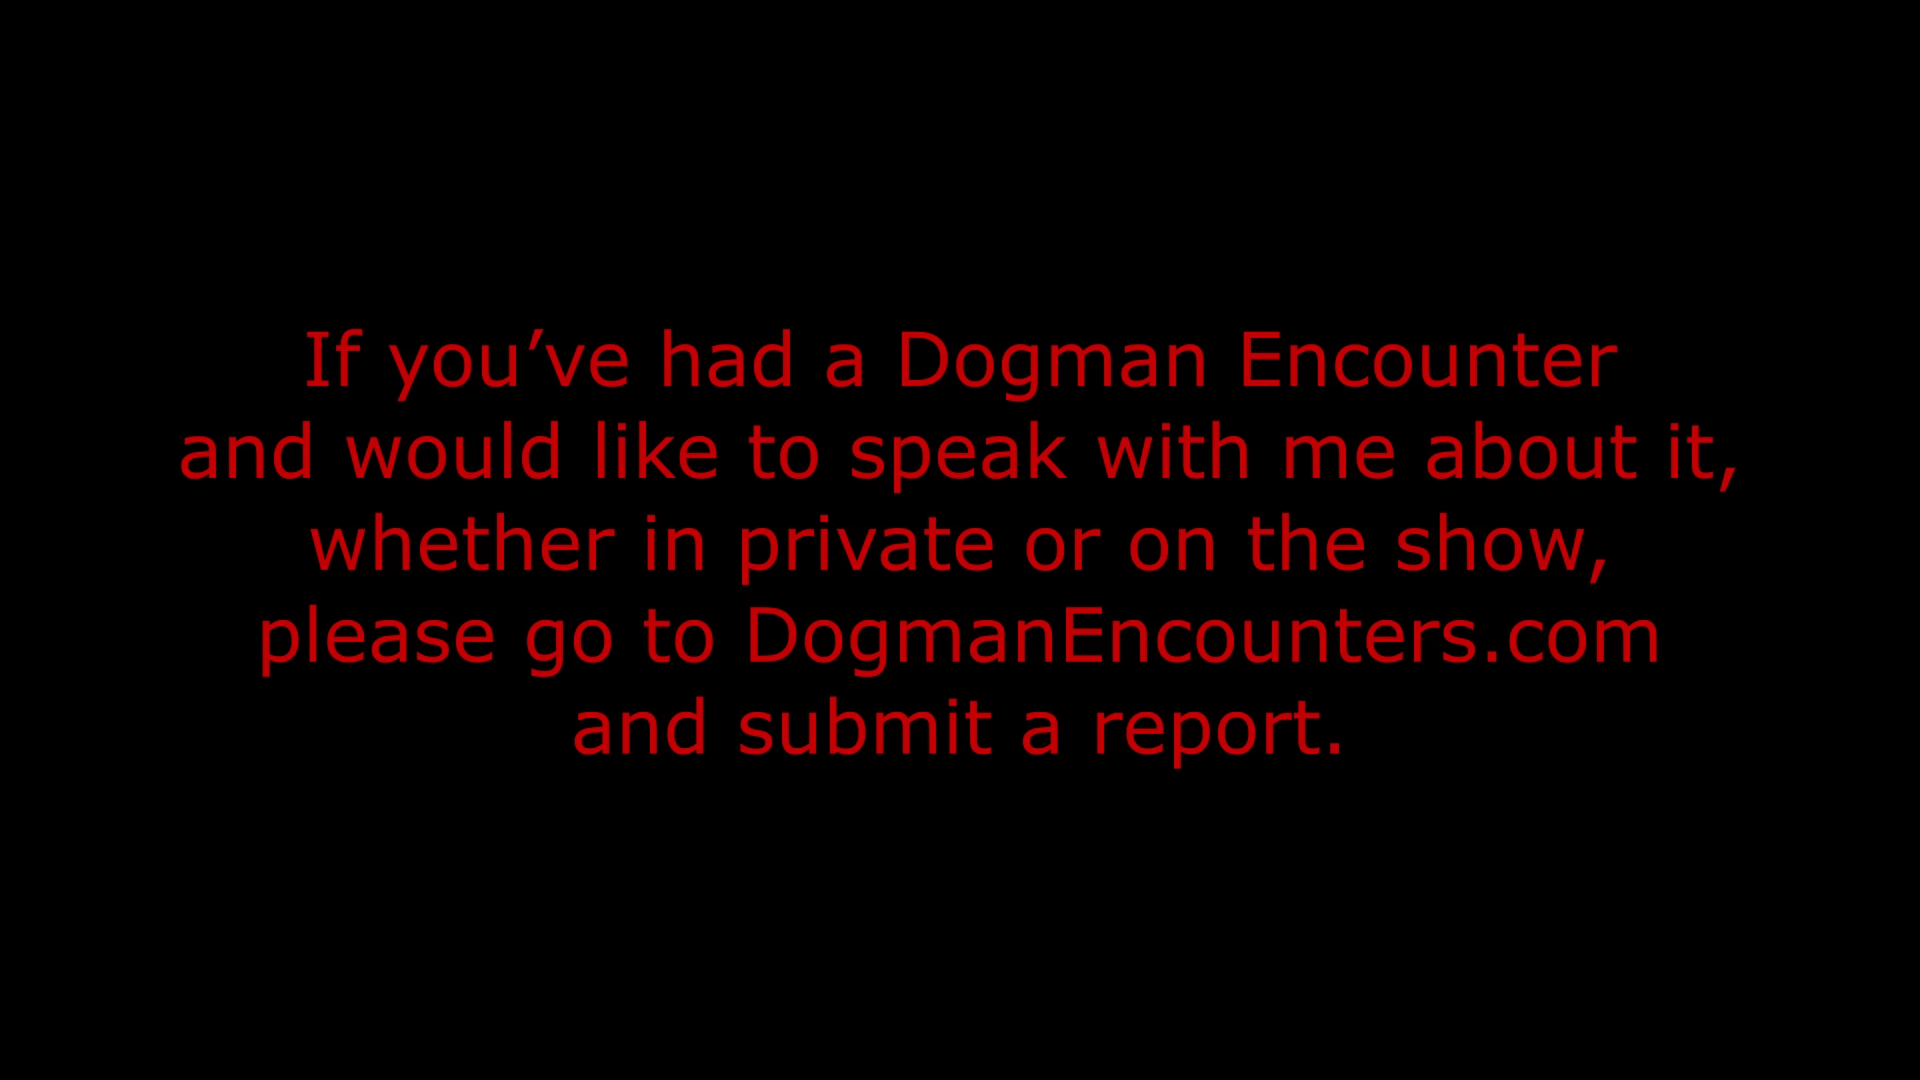 If you’ve had a Dogman Encounter
and would like to speak with me about it,
whether in private or on the show,
please go to DogmanEncounters.com
and submit a report.